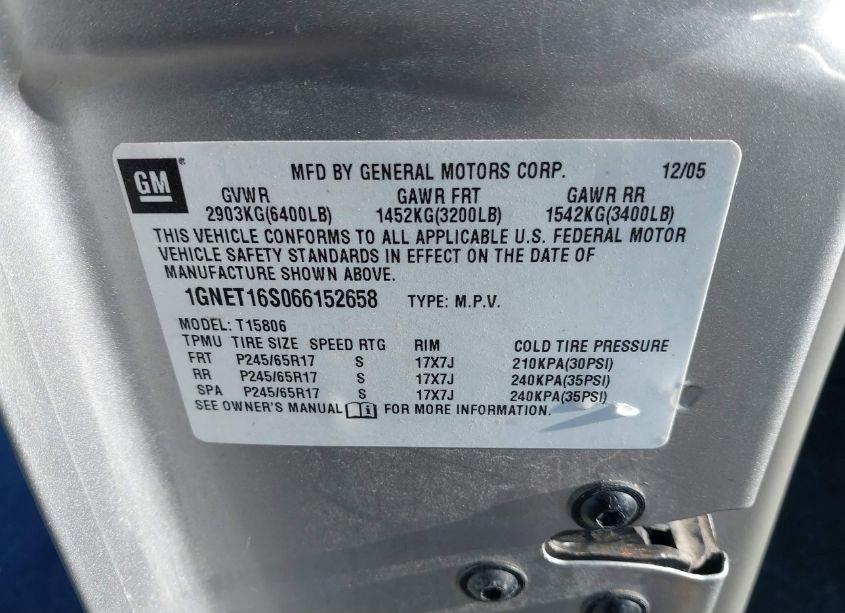 GM® MFD BY GENERAL MOTORS CORP. 12/05
GVWR GAWR FRT GAWR RR
2903KG(6400LB) 1452KG(3200LB) 1542KG(3400LB)
THIS VEHICLE CONFORMS TO ALL APPLICABLE U.S. FEDERAL MOTOR
VEHICLE SAFETY STANDARDS IN EFFECT ON THE DATE OF
MANUFACTURE SHOWN ABOVE.
1GNET16S066152658 TYPE: M.P.V.
MODEL: T15806
TPMU TIRE SIZE SPEED RTG RIM COLD TIRE PRESSURE
FRT P245/65R17 S 17X7J 210KPA(30PSI)
RR P245/65R17 S 17X7J 240KPA(35PSI)
SPA P245/65R17 S 17X7J 240KPA(35PSI)
SEE OWNER'S MANUAL i FOR MORE INFORMATION.